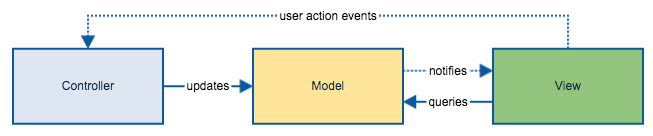 user action events
Controller
updates
Model
notifies
queries
View